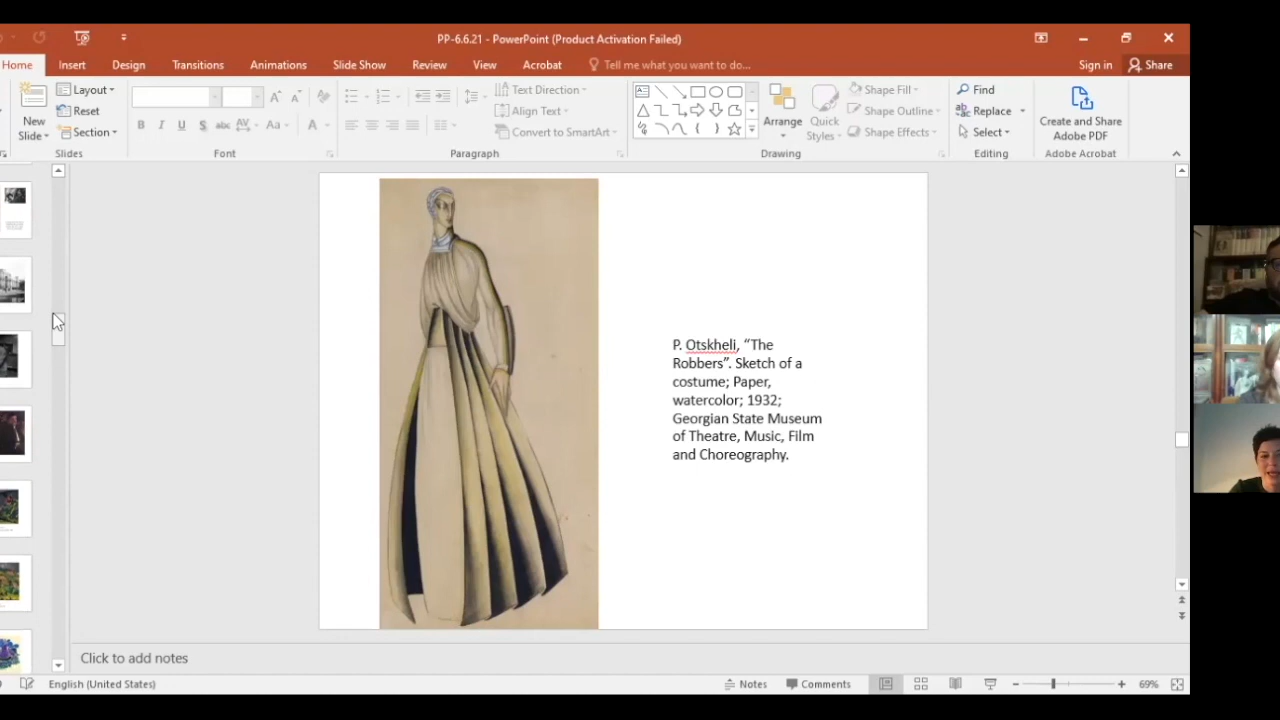 PP-6.6.21 - PowerPoint (Product Activation Failed)
Home Insert Design Transitions Animations Slide Show Review View Acrobat Tell me what you want to do... Sign in Share
New Slide
Layout
Reset
Section
Slides
Aa
A
B I U S abc AV
Font
Text Direction
Align Text
Convert to SmartArt
Paragraph
Arrange
Quick Styles
Shape Fill
Shape Outline
Shape Effects
Drawing
Find
Replace
Select
Editing
Create and Share
Adobe PDF
Adobe Acrobat
P. Otskheli, “The
Robbers”. Sketch of a
costume; Paper,
watercolor; 1932;
Georgian State Museum
of Theatre, Music, Film
and Choreography.
Click to add notes
English (United States) Notes Comments 69%